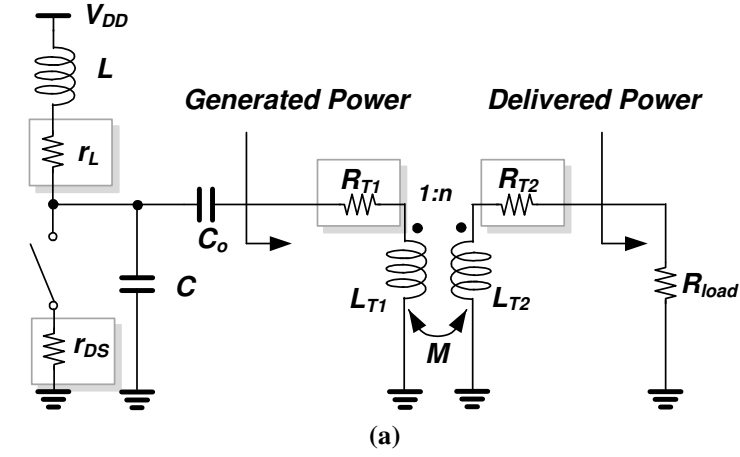 V_DD
L
Generated Power
Delivered Power
r_L
R_T1
1:n
R_T2
C_o
C
L_T1
L_T2
R_load
r_DS
M
(a)